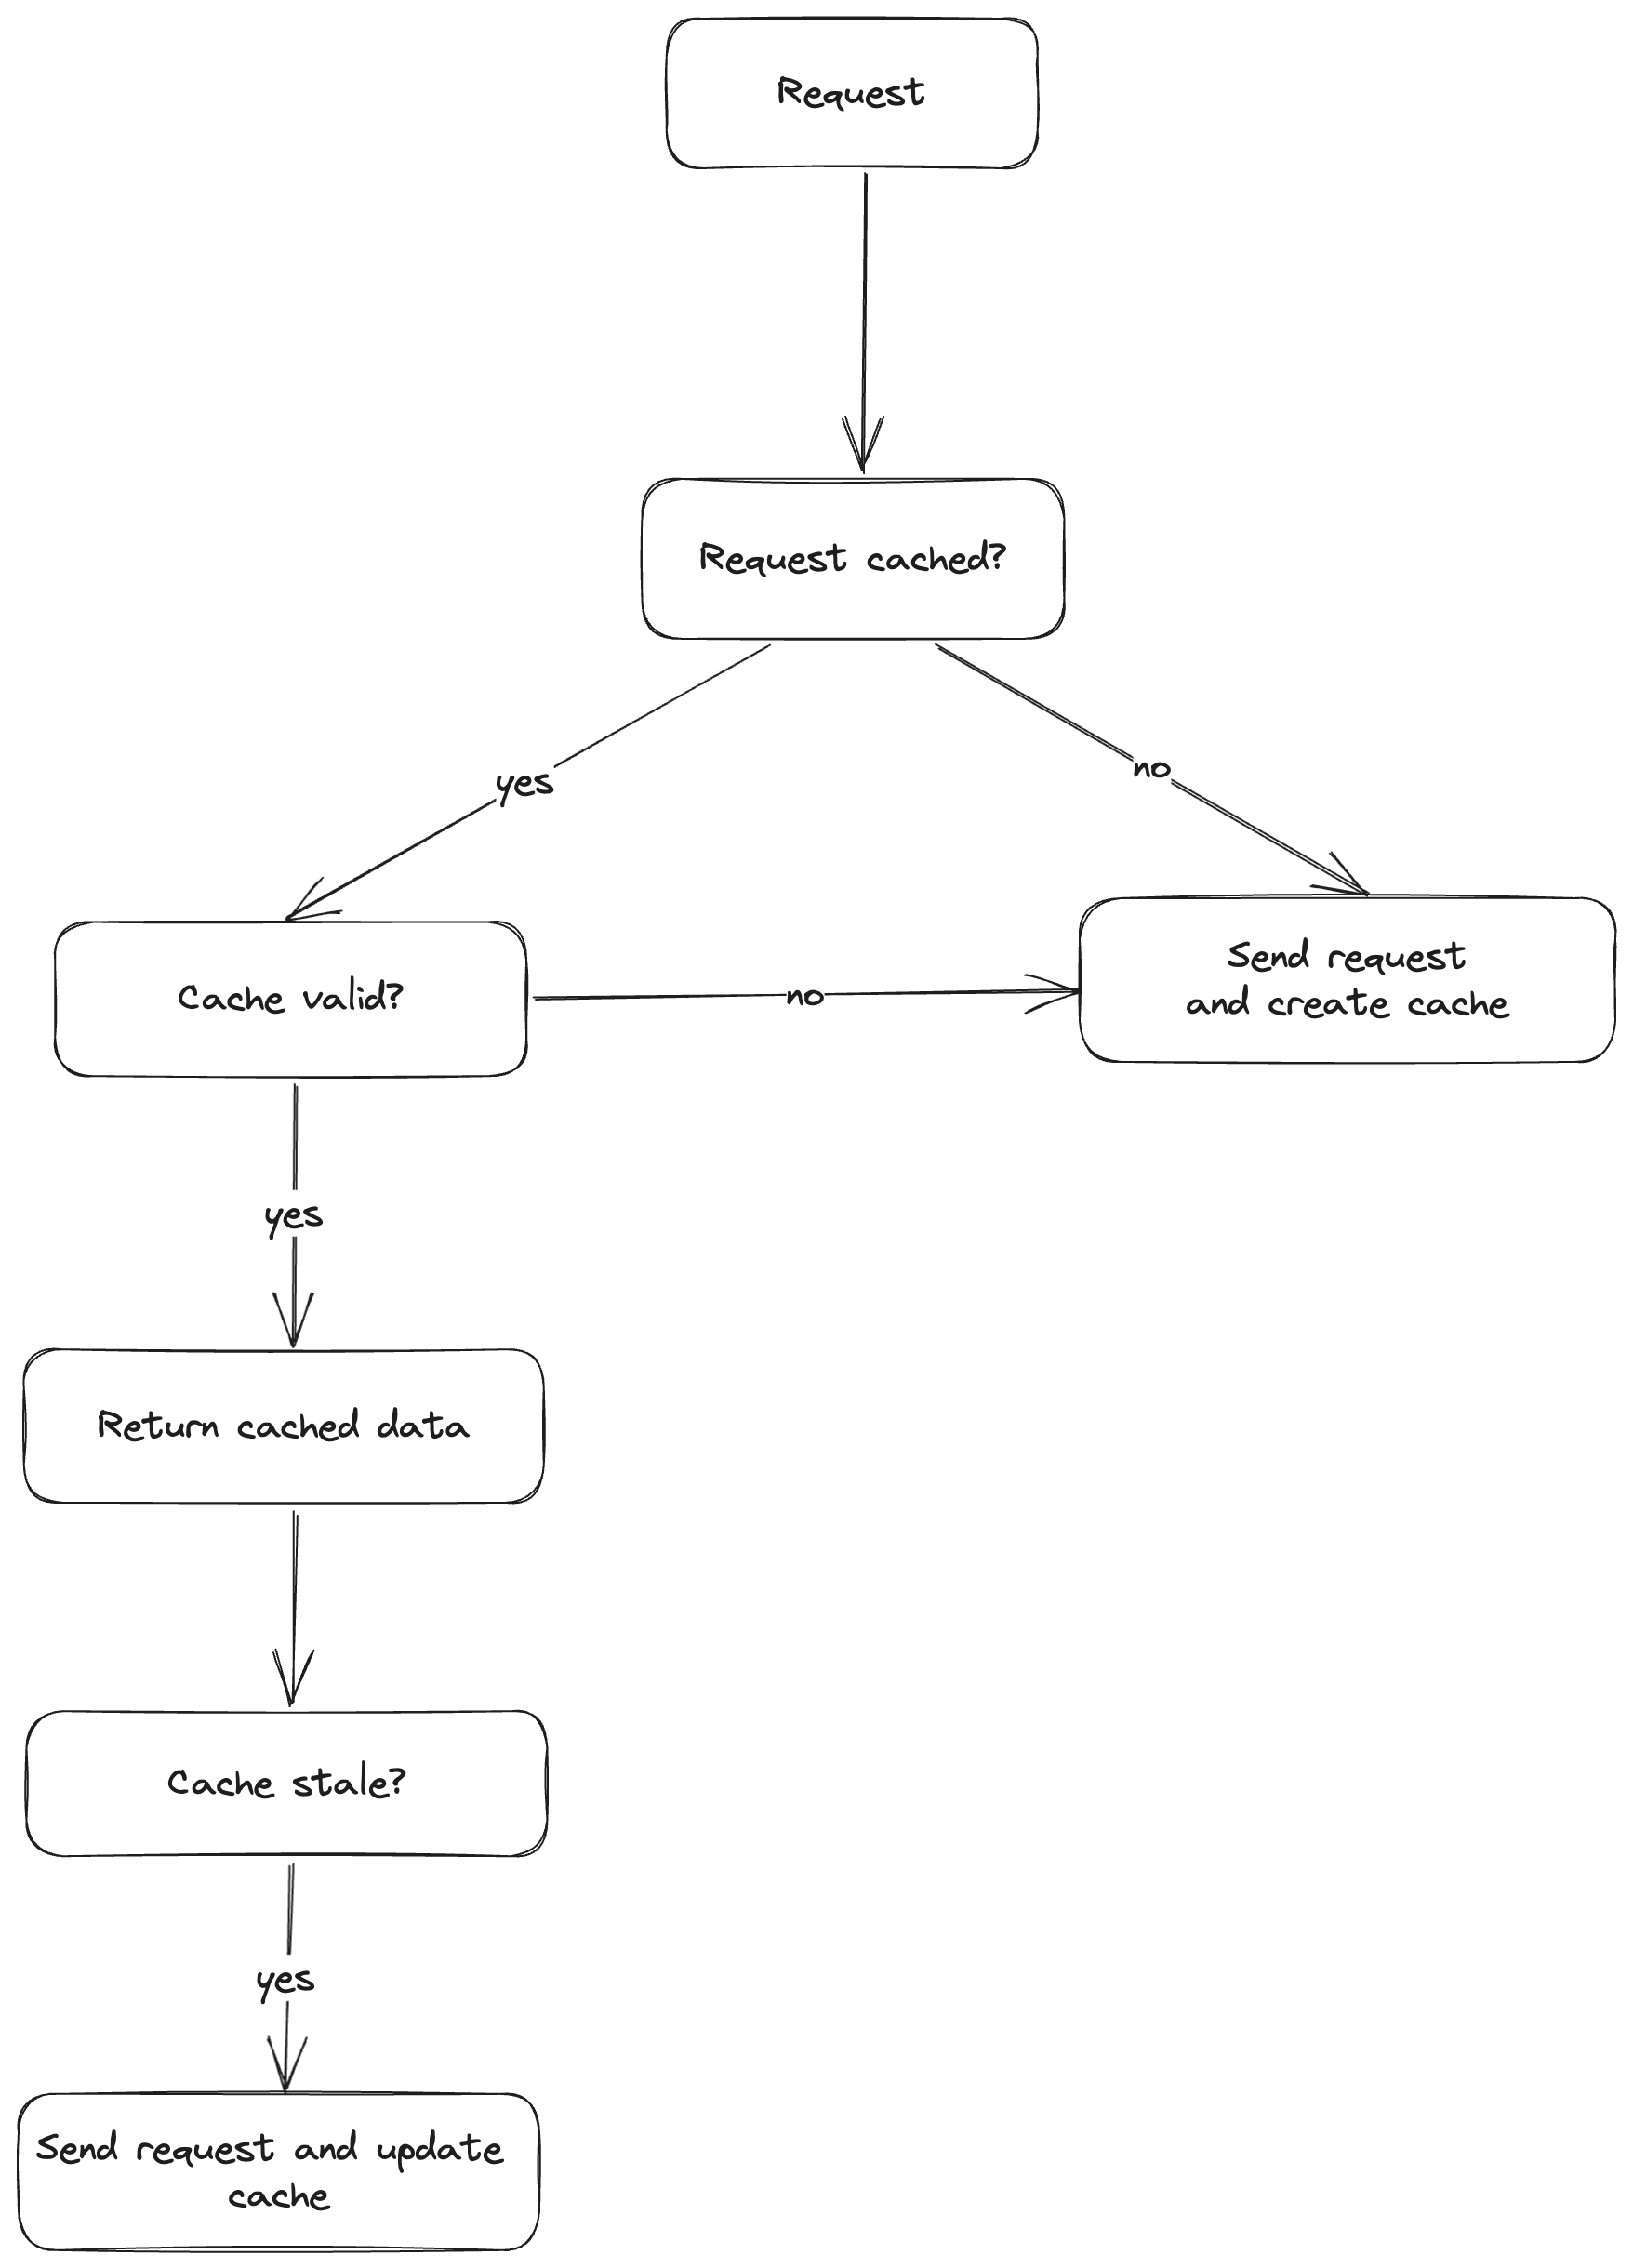 Request
Request cached?
yes
no
Cache valid?
no
Send request
and create cache
yes
Return cached data
Cache stale?
yes
Send request and update
cache